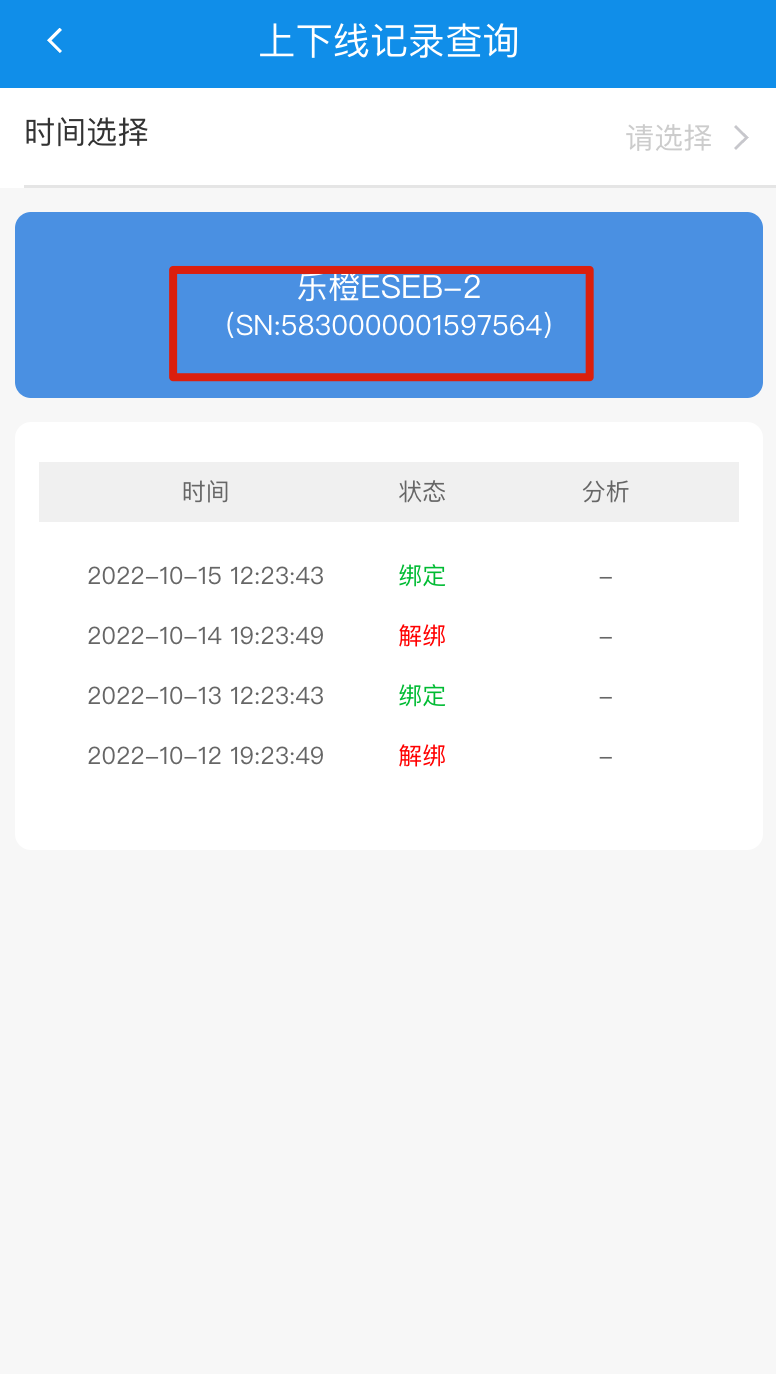 上下线记录查询
时间选择 请选择
乐橙ESEB-2
(SN:5830000001597564)
时间 状态 分析
2022-10-15 12:23:43 绑定 -
2022-10-14 19:23:49 解绑 -
2022-10-13 12:23:43 绑定 -
2022-10-12 19:23:49 解绑 -